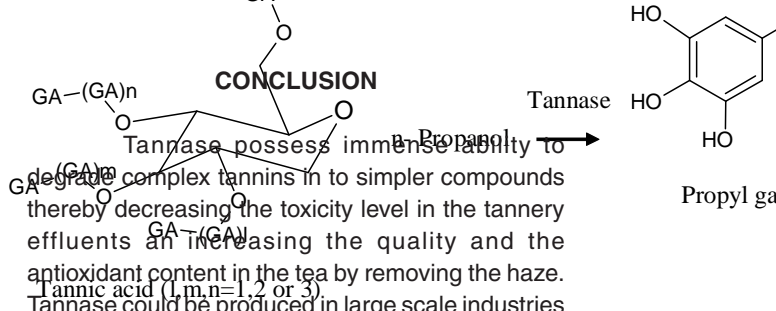 GA
O
CONCLUSION
GA (GA)n
O
O
HO
Tannase
HO
HO
n- Propanol
Tannase possess immense ability to
GA (GA)m
O
degrade complex tannins in to simpler compounds
Propyl ga
thereby decreasing the toxicity level in the tannery
O
GA (GA)l
effluents an increasing the quality and the
antioxidant content in the tea by removing the haze.
Tannic acid (l,m,n=1,2 or 3)
Tannase could be produced in large scale industries